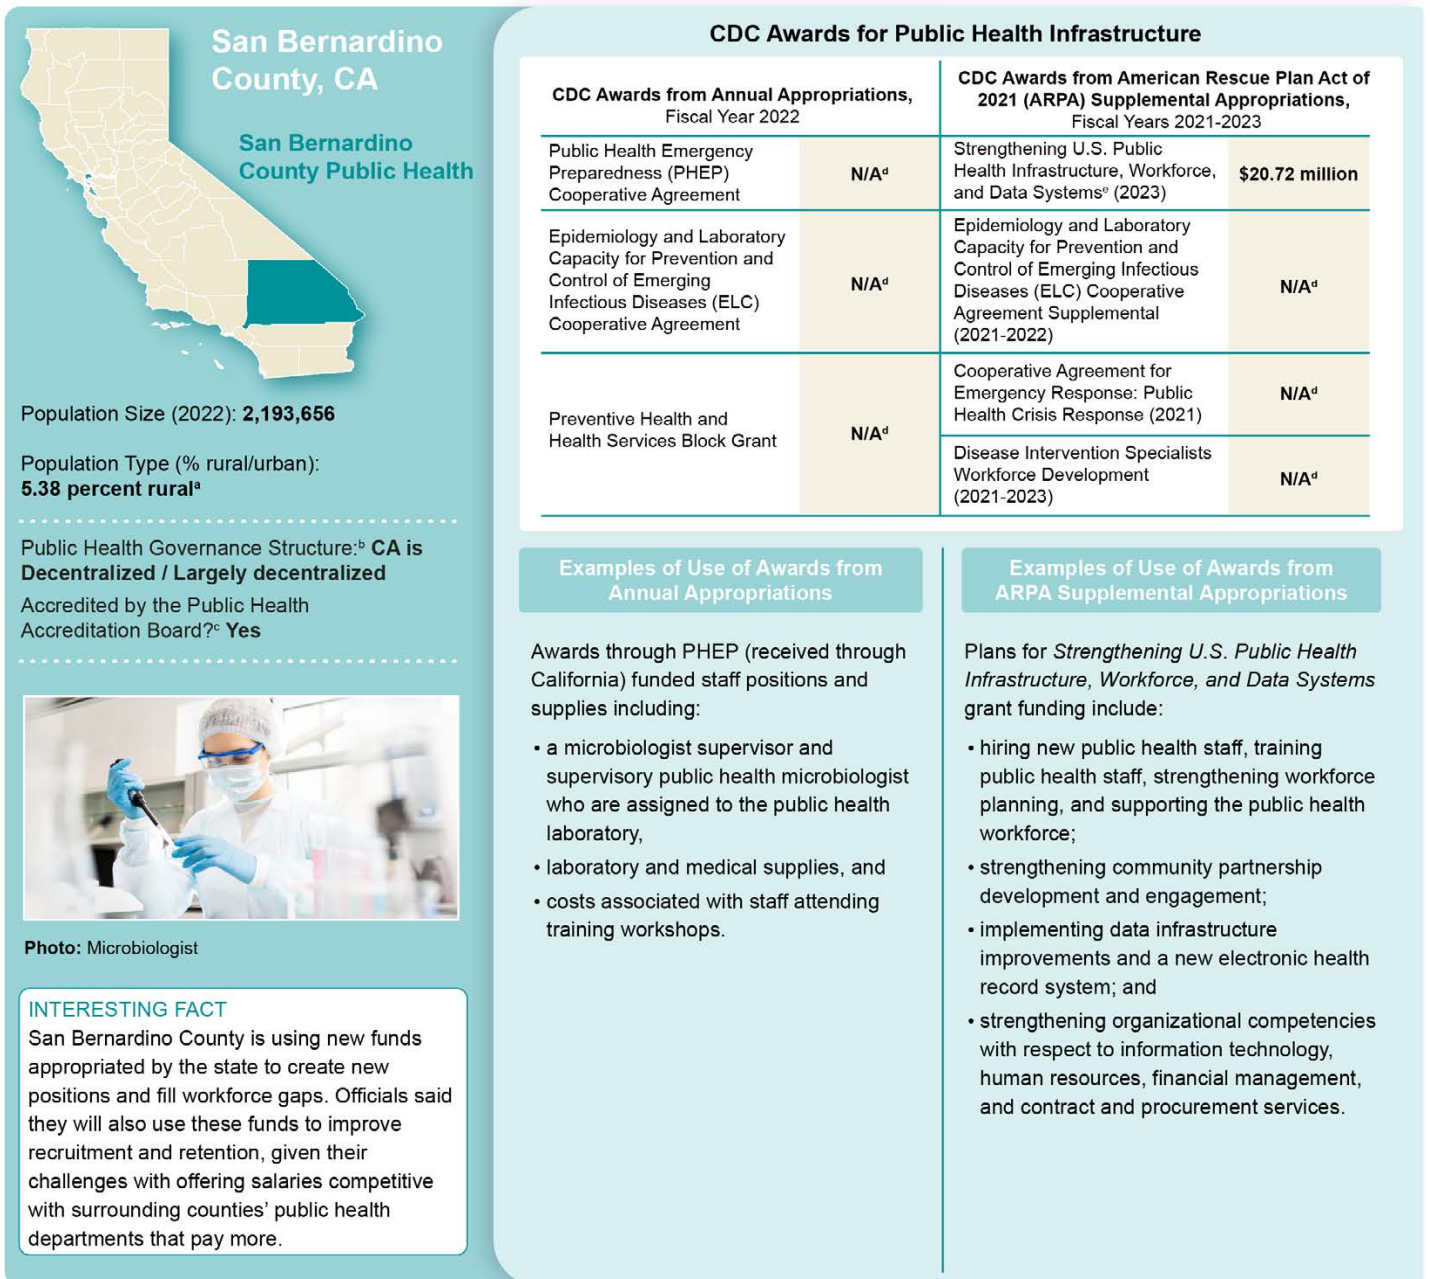 San Bernardino
County, CA
San Bernardino
County Public Health
Population Size (2022): 2,193,656
Population Type (% rural/urban):
5.38 percent ruralᵃ
Public Health Governance Structure:ᵇ CA is
Decentralized / Largely decentralized
Accredited by the Public Health
Accreditation Board?ᶜ Yes
Photo: Microbiologist
INTERESTING FACT
San Bernardino County is using new funds
appropriated by the state to create new
positions and fill workforce gaps. Officials said
they will also use these funds to improve
recruitment and retention, given their
challenges with offering salaries competitive
with surrounding counties’ public health
departments that pay more.
CDC Awards for Public Health Infrastructure
CDC Awards from Annual Appropriations,
Fiscal Year 2022
Public Health Emergency
Preparedness (PHEP)
Cooperative Agreement
N/Aᵈ
Epidemiology and Laboratory
Capacity for Prevention and
Control of Emerging
Infectious Diseases (ELC)
Cooperative Agreement
N/Aᵈ
Preventive Health and
Health Services Block Grant
N/Aᵈ
CDC Awards from American Rescue Plan Act of
2021 (ARPA) Supplemental Appropriations,
Fiscal Years 2021-2023
Strengthening U.S. Public
Health Infrastructure, Workforce,
and Data Systemsᵉ (2023)
$20.72 million
Epidemiology and Laboratory
Capacity for Prevention and
Control of Emerging Infectious
Diseases (ELC) Cooperative
Agreement Supplemental
(2021-2022)
N/Aᵈ
Cooperative Agreement for
Emergency Response: Public
Health Crisis Response (2021)
N/Aᵈ
Disease Intervention Specialists
Workforce Development
(2021-2023)
N/Aᵈ
Examples of Use of Awards from
Annual Appropriations
Awards through PHEP (received through
California) funded staff positions and
supplies including:
• a microbiologist supervisor and
supervisory public health microbiologist
who are assigned to the public health
laboratory,
• laboratory and medical supplies, and
• costs associated with staff attending
training workshops.
Examples of Use of Awards from
ARPA Supplemental Appropriations
Plans for Strengthening U.S. Public Health
Infrastructure, Workforce, and Data Systems
grant funding include:
• hiring new public health staff, training
public health staff, strengthening workforce
planning, and supporting the public health
workforce;
• strengthening community partnership
development and engagement;
• implementing data infrastructure
improvements and a new electronic health
record system; and
• strengthening organizational competencies
with respect to information technology,
human resources, financial management,
and contract and procurement services.